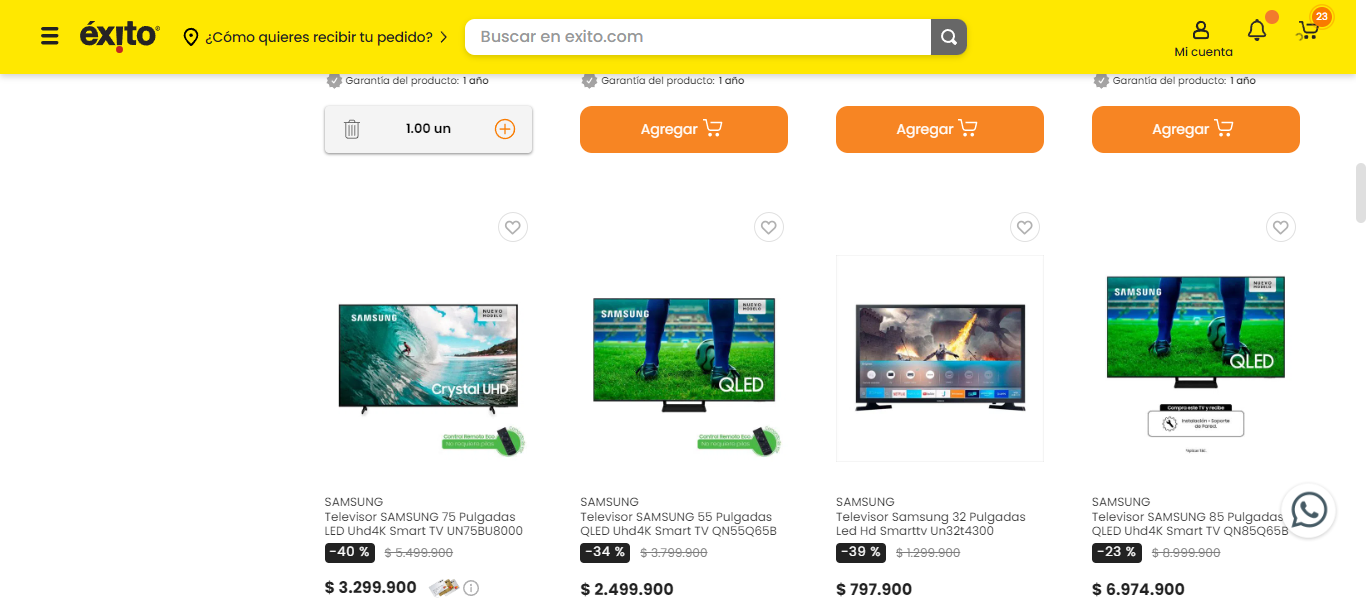 éxito
¿Cómo quieres recibir tu pedido?
Buscar en exito.com
Mi cuenta
23
Garantía del producto: 1 año
Garantía del producto: 1 año
Garantía del producto: 1 año
1.00 un
Agregar
Agregar
Agregar
SAMSUNG
NUEVO MODELO
Crystal UHD
Control Remoto Eco
No requiere pilas
SAMSUNG
NUEVO MODELO
QLED
Control Remoto Eco
No requiere pilas
SAMSUNG
NUEVO MODELO
QLED
Compra este TV y recibe
Instalación + Soporte
de Pared.
SAMSUNG
Televisor SAMSUNG 75 Pulgadas
LED Uhd4K Smart TV UN75BU8000
-40 % $ 5.499.900
$ 3.299.900
SAMSUNG
Televisor SAMSUNG 55 Pulgadas
QLED Uhd4K Smart TV QN55Q65B
-34 % $ 3.799.900
$ 2.499.900
SAMSUNG
Televisor Samsung 32 Pulgadas
Led Hd Smarttv Un32t4300
-39 % $ 1.299.900
$ 797.900
SAMSUNG
Televisor SAMSUNG 85 Pulgadas
QLED Uhd4K Smart TV QN85Q65B
-23 % $ 8.999.900
$ 6.974.900